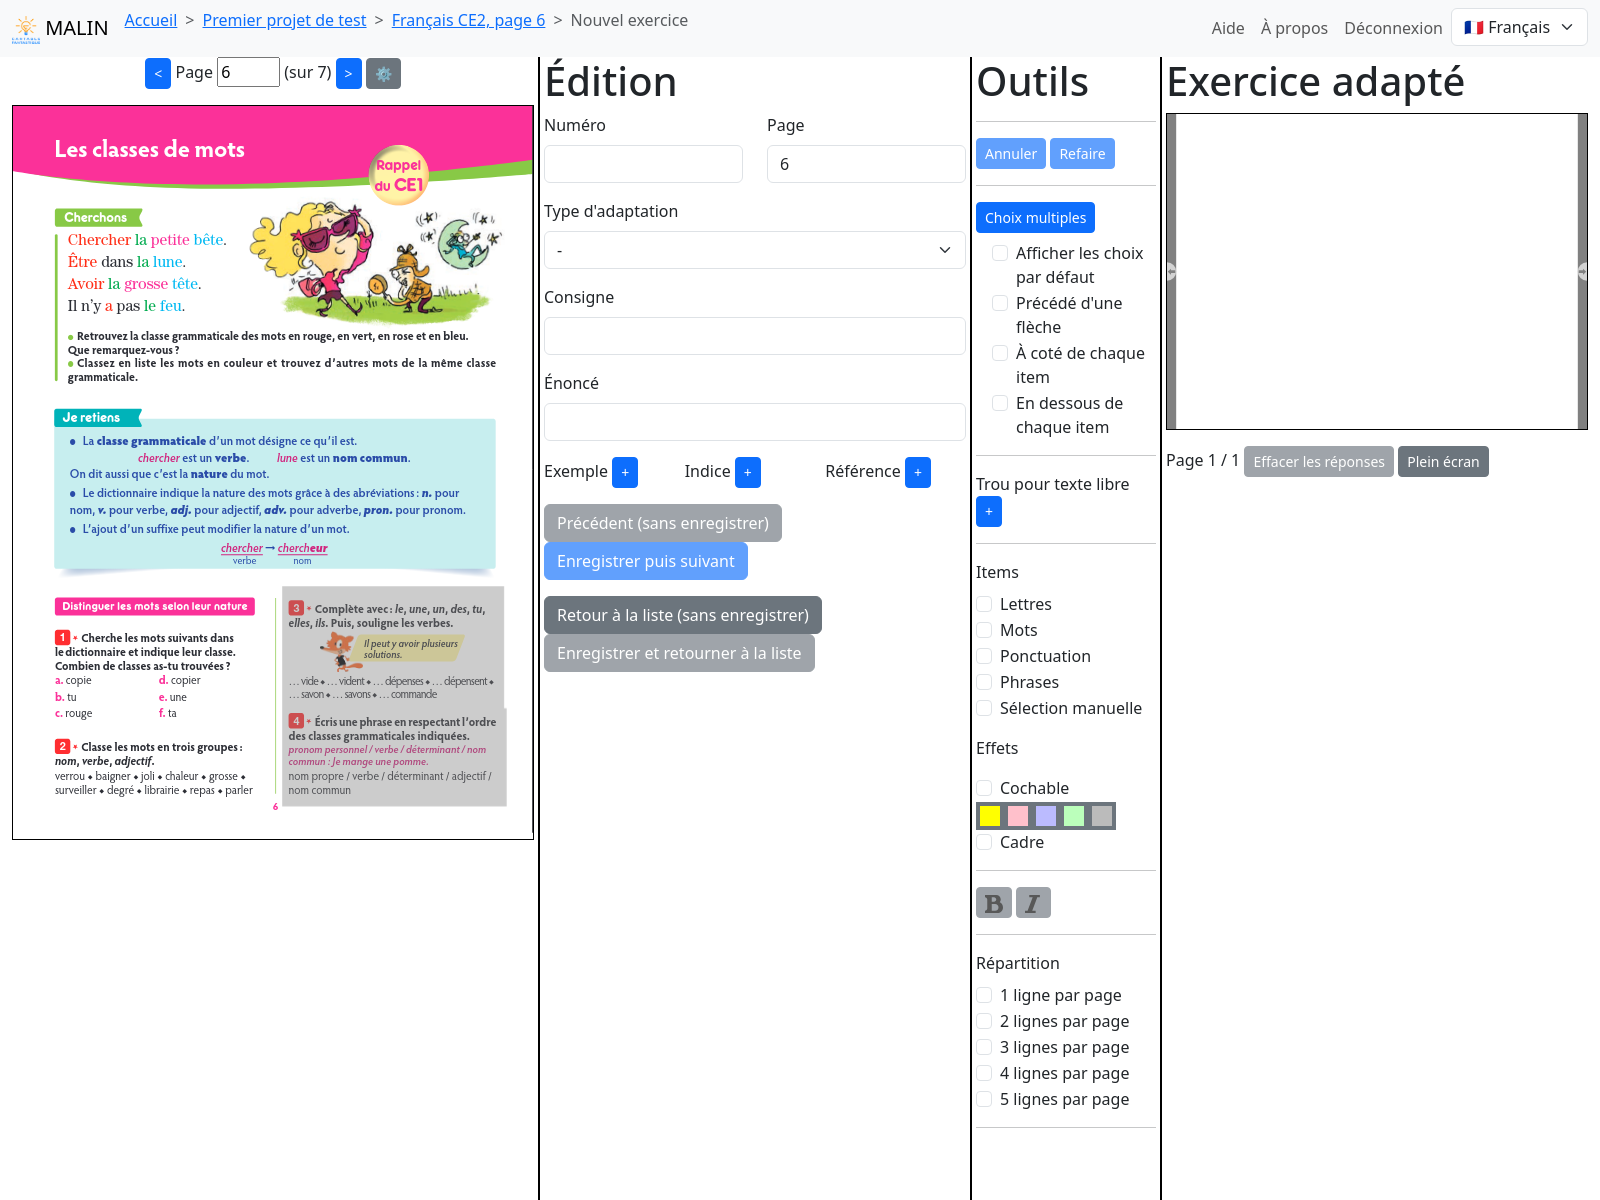 MALIN
Accueil > Premier projet de test > Français CE2, page 6 > Nouvel exercice
Aide À propos Déconnexion 🇫🇷 Français
< Page 6 (sur 7) > ⚙️
Les classes de mots
Rappel
du CE1
Cherchons
Chercher la petite bête.
Être dans la lune.
Avoir la grosse tête.
Il n'y a pas le feu.
● Retrouvez la classe grammaticale des mots en rouge, en vert, en rose et en bleu.
Que remarquez-vous ?
● Classez en liste les mots en couleur et trouvez d'autres mots de la même classe
grammaticale.
Je retiens
● La classe grammaticale d'un mot désigne ce qu'il est.
chercher est un verbe. lune est un nom commun.
On dit aussi que c'est la nature du mot.
● Le dictionnaire indique la nature des mots grâce à des abréviations : n. pour
nom, v. pour verbe, adj. pour adjectif, adv. pour adverbe, pron. pour pronom.
● L'ajout d'un suffixe peut modifier la nature d'un mot.
chercher → chercheur
verbe nom
Distinguer les mots selon leur nature
1 * Cherche les mots suivants dans
le dictionnaire et indique leur classe.
Combien de classes as-tu trouvées ?
a. copie d. copier
b. tu e. une
c. rouge f. ta
2 * Classe les mots en trois groupes :
nom, verbe, adjectif.
verrou ◆ baigner ◆ joli ◆ chaleur ◆ grosse ◆
surveiller ◆ degré ◆ librairie ◆ repas ◆ parler
3 * Complète avec : le, une, un, des, tu,
elles, ils. Puis, souligne les verbes.
Il peut y avoir plusieurs
solutions.
... vide ◆ ... vident ◆ ... dépenses ◆ ... dépensent ◆
... savon ◆ ... savons ◆ ... commande
4 * Écris une phrase en respectant l'ordre
des classes grammaticales indiquées.
pronom personnel / verbe / déterminant / nom
commun : Je mange une pomme.
nom propre / verbe / déterminant / adjectif /
nom commun
6
Édition
Numéro Page
6
Type d'adaptation
-
Consigne
Énoncé
Exemple + Indice + Référence +
Précédent (sans enregistrer)
Enregistrer puis suivant
Retour à la liste (sans enregistrer)
Enregistrer et retourner à la liste
Outils
Annuler Refaire
Choix multiples
Afficher les choix
par défaut
Précédé d'une
flèche
À coté de chaque
item
En dessous de
chaque item
Trou pour texte libre
+
Items
Lettres
Mots
Ponctuation
Phrases
Sélection manuelle
Effets
Cochable
Cadre
B I
Répartition
1 ligne par page
2 lignes par page
3 lignes par page
4 lignes par page
5 lignes par page
Exercice adapté
Page 1 / 1 Effacer les réponses Plein écran